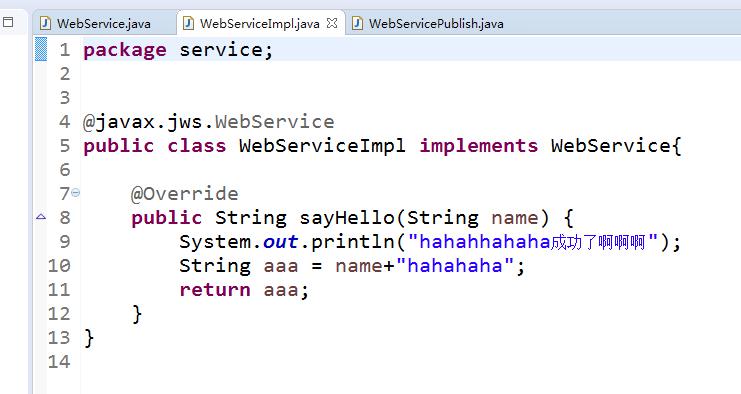 WebService.java WebServiceImpl.java WebServicePublish.java
1 package service;
2
3
4 @javax.jws.WebService
5 public class WebServiceImpl implements WebService{
6
7 @Override
8 public String sayHello(String name) {
9 System.out.println("hahahhahaha成功了啊啊啊");
10 String aaa = name+"hahahaha";
11 return aaa;
12 }
13 }
14